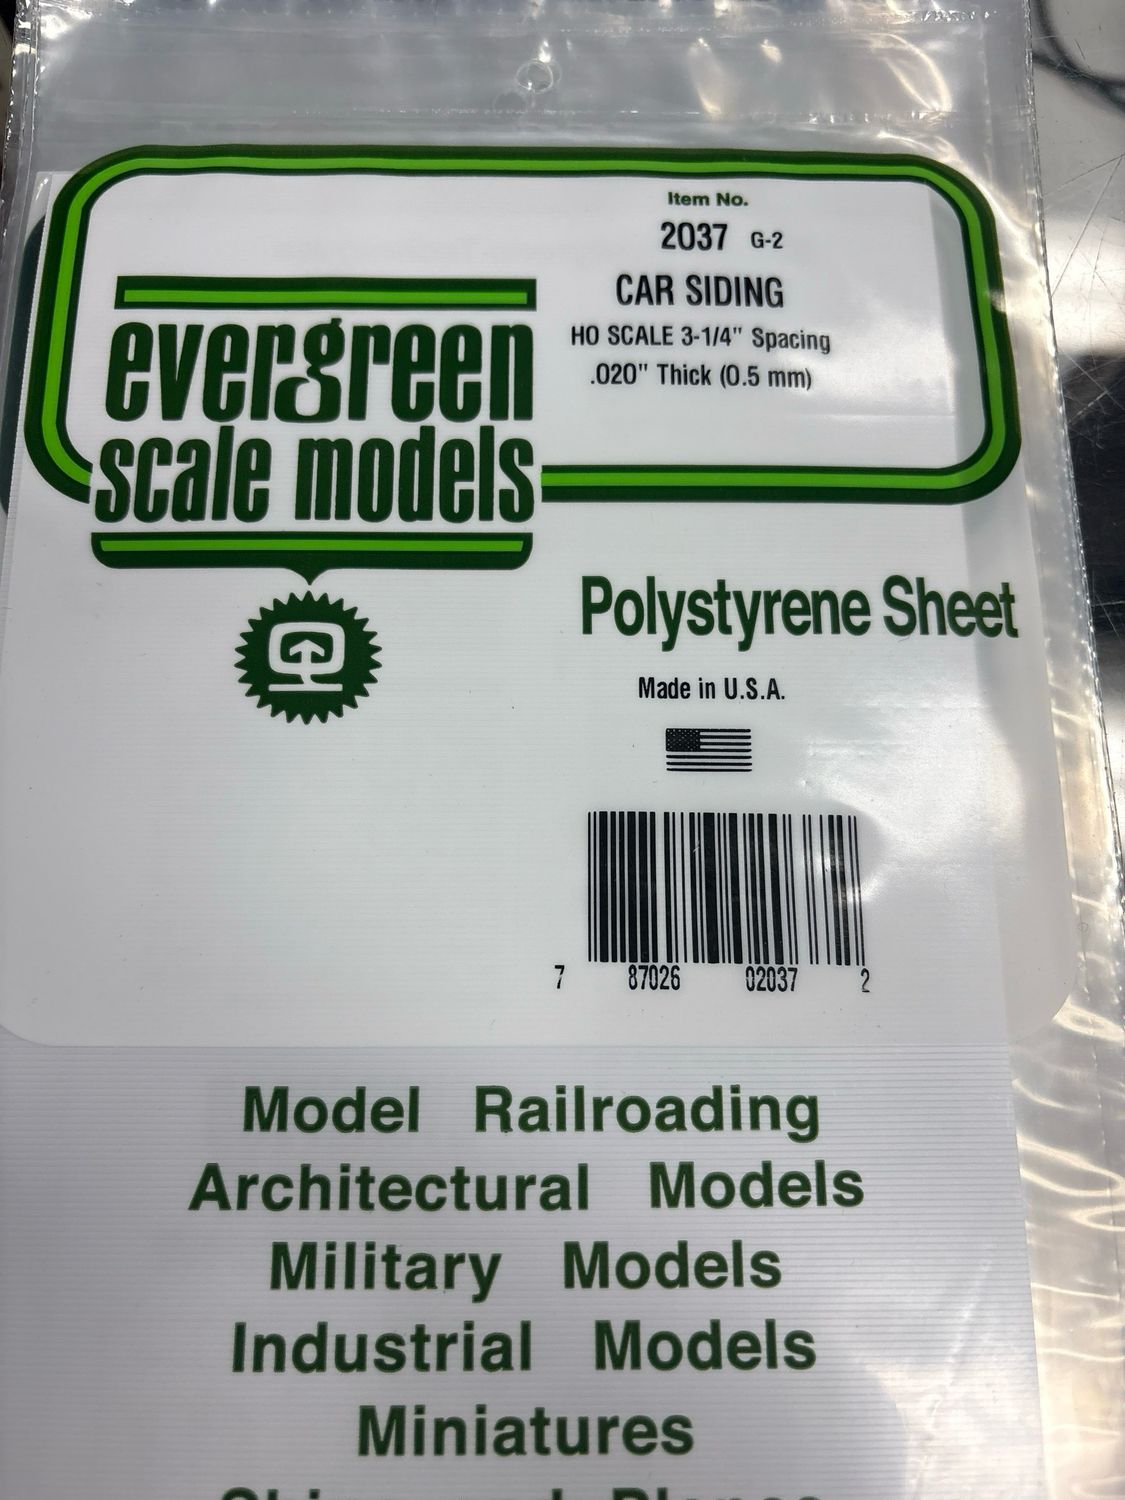 Item No.
2037 G-2
CAR SIDING
HO SCALE 3-1/4" Spacing
.020" Thick (0.5 mm)
evergreen
scale models
Polystyrene Sheet
Made in U.S.A.
7 87026 02037 2
Model Railroading
Architectural Models
Military Models
Industrial Models
Miniatures